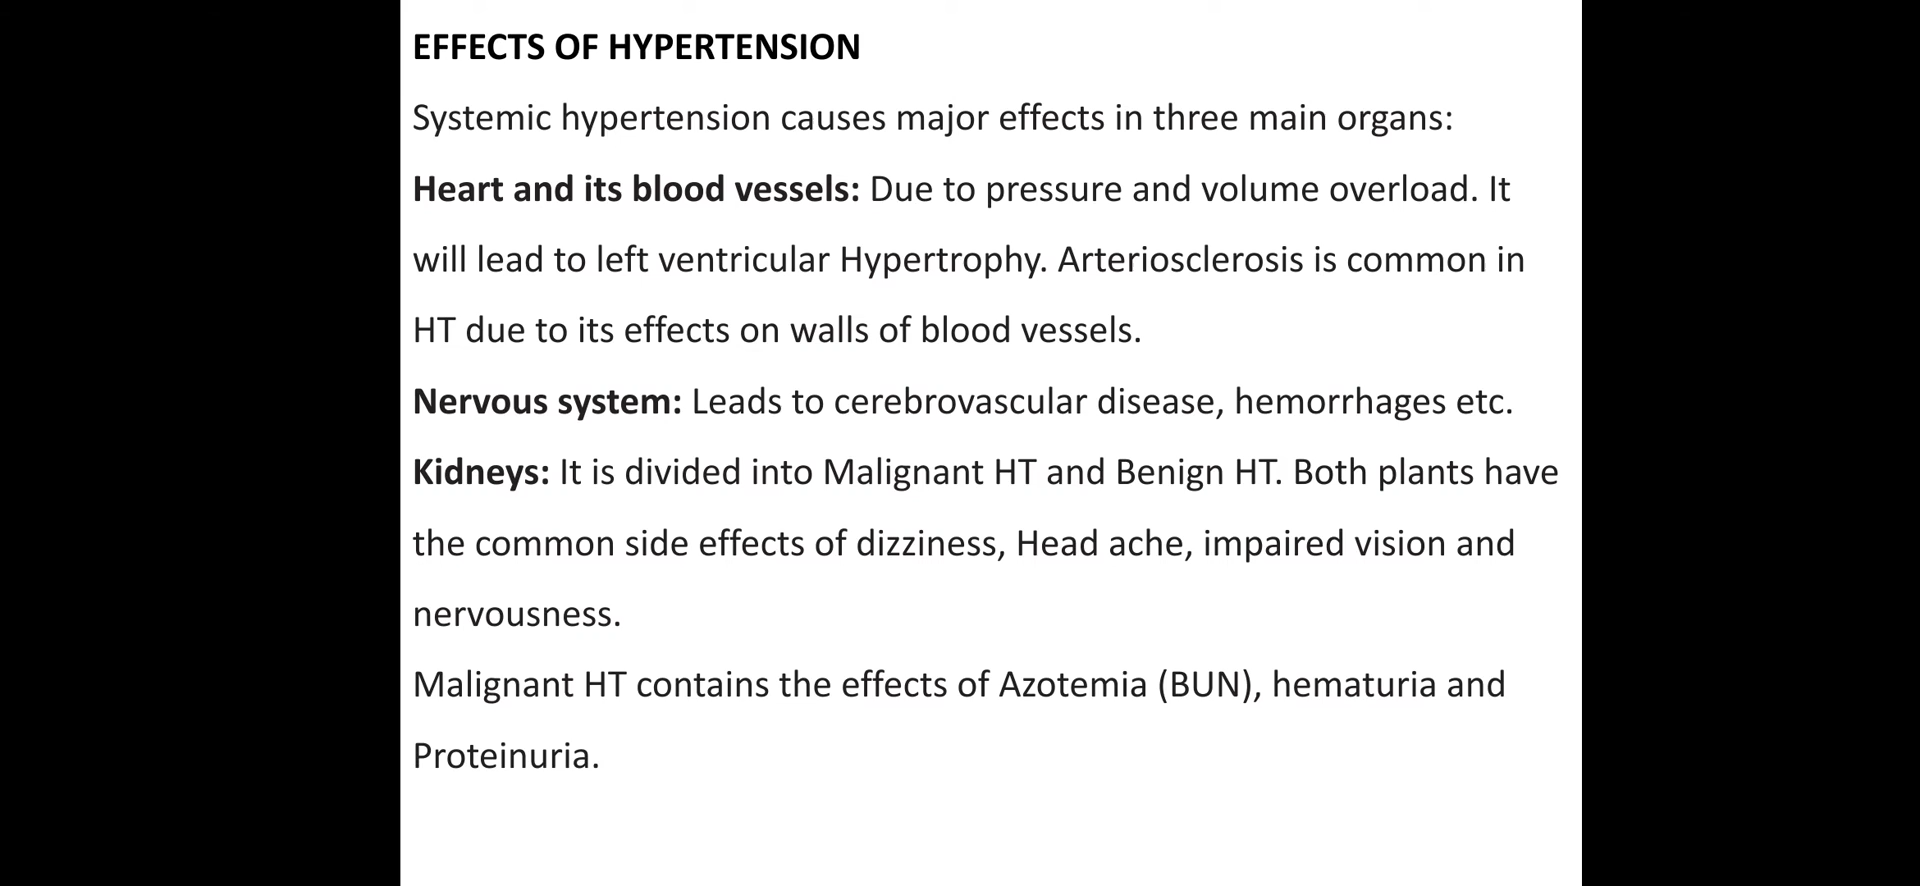 EFFECTS OF HYPERTENSION
Systemic hypertension causes major effects in three main organs:
Heart and its blood vessels: Due to pressure and volume overload. It
will lead to left ventricular Hypertrophy. Arteriosclerosis is common in
HT due to its effects on walls of blood vessels.
Nervous system: Leads to cerebrovascular disease, hemorrhages etc.
Kidneys: It is divided into Malignant HT and Benign HT. Both plants have
the common side effects of dizziness, Head ache, impaired vision and
nervousness.
Malignant HT contains the effects of Azotemia (BUN), hematuria and
Proteinuria.